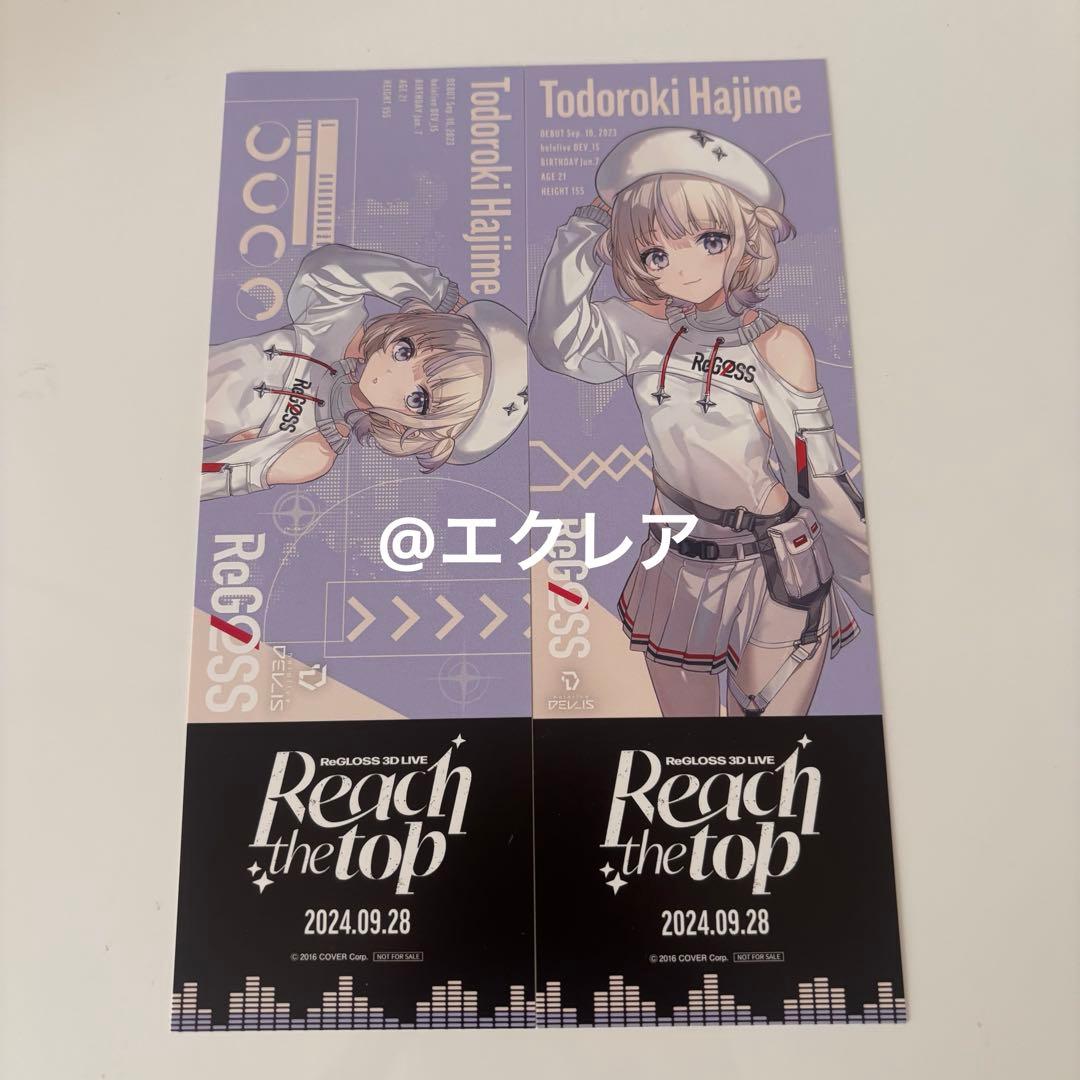 Todoroki Hajime
DEBUT Sep. 10, 2023
hololive DEV_IS
BIRTHDAY Jun. 7
AGE 21
HEIGHT 155
ReGLOSS
ReGLOSS
hololive
DEV_IS
ReGLOSS 3D LIVE
Reach
the top
2024.09.28
© 2016 COVER Corp. NOT FOR SALE
Todoroki Hajime
DEBUT Sep. 10, 2023
hololive DEV_IS
BIRTHDAY Jun. 7
AGE 21
HEIGHT 155
ReGLOSS
ReGLOSS
hololive
DEV_IS
ReGLOSS 3D LIVE
Reach
the top
2024.09.28
© 2016 COVER Corp. NOT FOR SALE
@エクレア